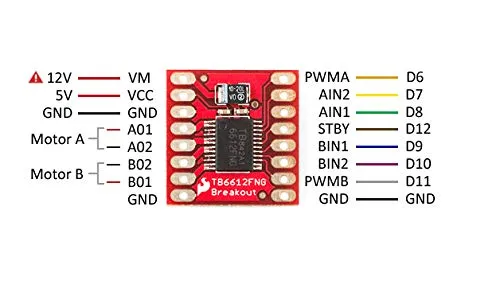 12V VM PWMA D6
5V VCC AIN2 D7
GND GND AIN1 D8
Motor A A01 STBY D12
A02 BIN1 D9
Motor B B02 BIN2 D10
B01 PWMB D11
GND GND GND
TB6612FNG
Breakout